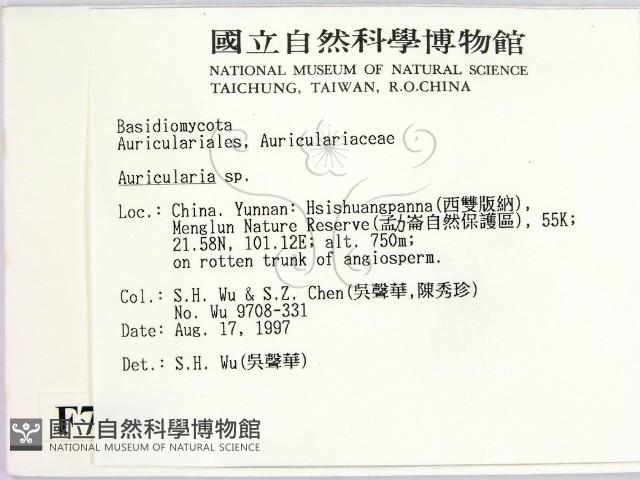 國立自然科學博物館
NATIONAL MUSEUM OF NATURAL SCIENCE
TAICHUNG, TAIWAN, R.O.CHINA
Basidiomycota
Auriculariales, Auriculariaceae
Auricularia sp.
Loc.: China. Yunnan: Hsishuangpanna(西雙版納),
Menglun Nature Reserve(孟力崙自然保護區), 55K;
21.58N, 101.12E; alt. 750m;
on rotten trunk of angiosperm.
Col.: S.H. Wu & S.Z. Chen(吳聲華,陳秀珍)
No. Wu 9708-331
Date: Aug. 17, 1997
Det.: S.H. Wu(吳聲華)
國立自然科學博物館
NATIONAL MUSEUM OF NATURAL SCIENCE